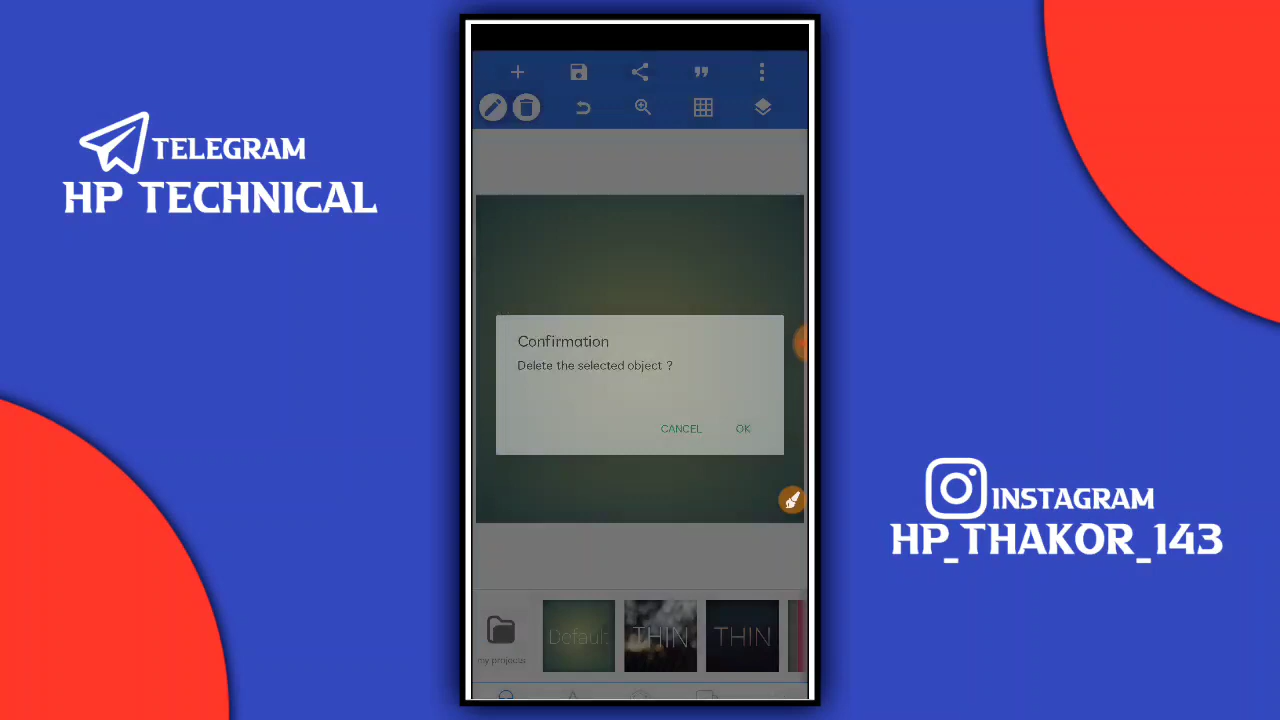 TELEGRAM
HP TECHNICAL
Confirmation
Delete the selected object ?
CANCEL OK
INSTAGRAM
HP_THAKOR_143
my projects
Default
THIN
THIN